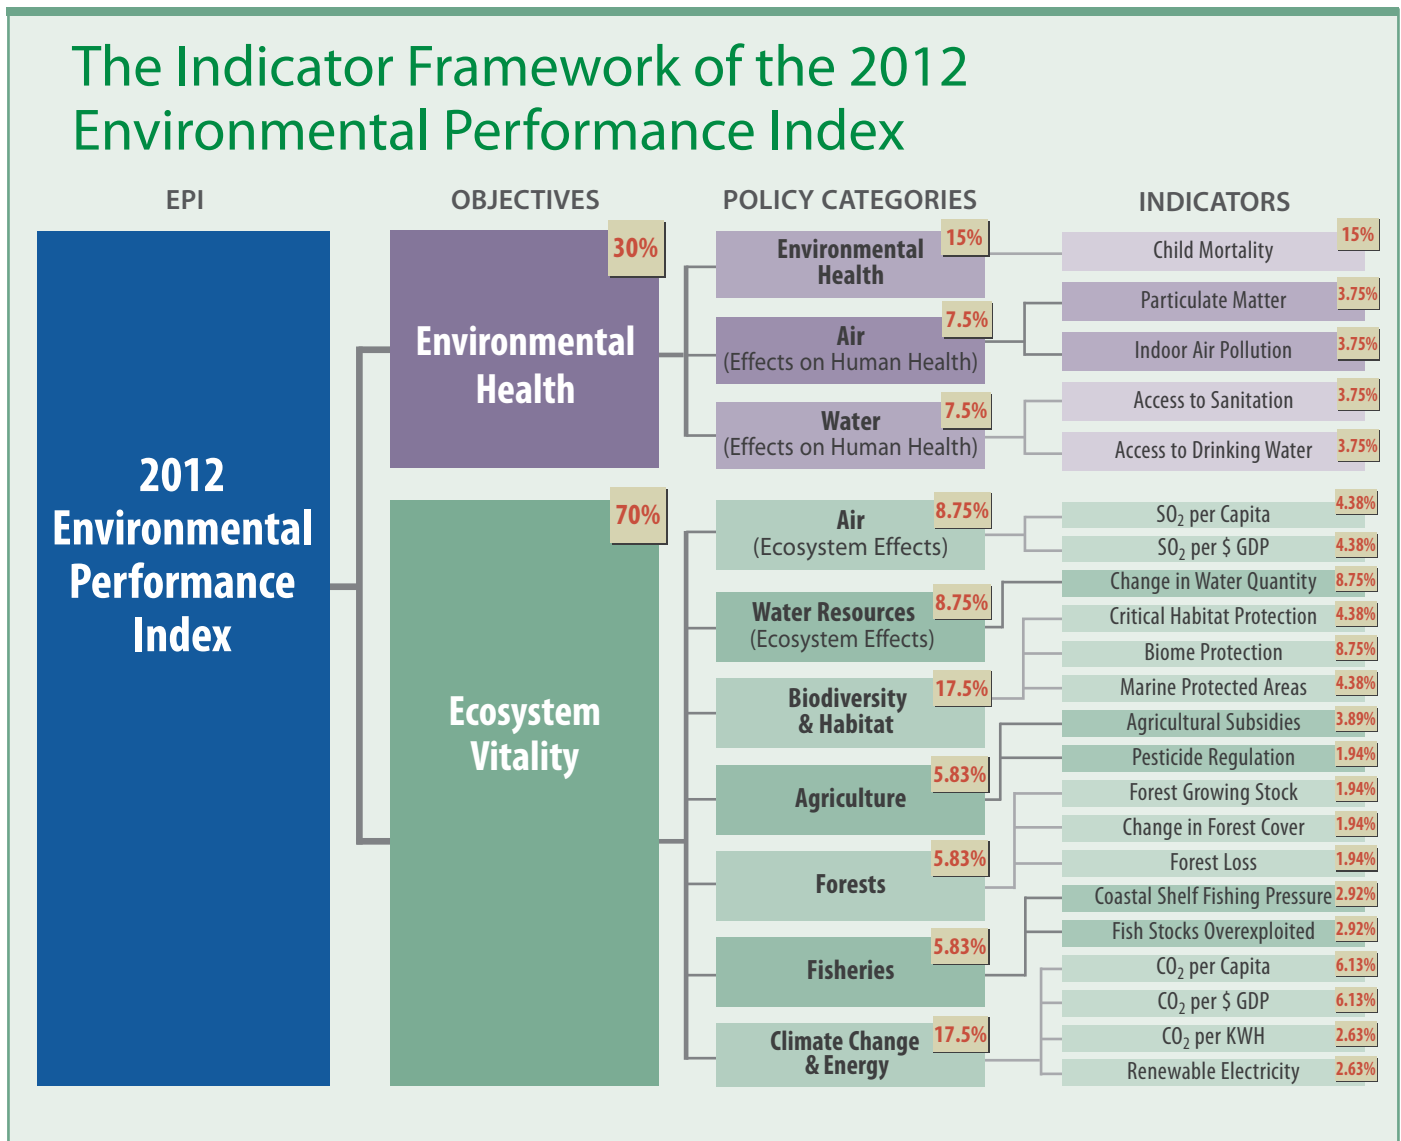 The Indicator Framework of the 2012
Environmental Performance Index
EPI
OBJECTIVES
POLICY CATEGORIES
INDICATORS
2012
Environmental
Performance
Index
30%
Environmental
Health
70%
Ecosystem
Vitality
15%
Environmental
Health
7.5%
Air
(Effects on Human Health)
7.5%
Water
(Effects on Human Health)
8.75%
Air
(Ecosystem Effects)
8.75%
Water Resources
(Ecosystem Effects)
17.5%
Biodiversity
& Habitat
5.83%
Agriculture
5.83%
Forests
5.83%
Fisheries
17.5%
Climate Change
& Energy
Child Mortality 15%
Particulate Matter 3.75%
Indoor Air Pollution 3.75%
Access to Sanitation 3.75%
Access to Drinking Water 3.75%
SO₂ per Capita 4.38%
SO₂ per $ GDP 4.38%
Change in Water Quantity 8.75%
Critical Habitat Protection 4.38%
Biome Protection 8.75%
Marine Protected Areas 4.38%
Agricultural Subsidies 3.89%
Pesticide Regulation 1.94%
Forest Growing Stock 1.94%
Change in Forest Cover 1.94%
Forest Loss 1.94%
Coastal Shelf Fishing Pressure 2.92%
Fish Stocks Overexploited 2.92%
CO₂ per Capita 6.13%
CO₂ per $ GDP 6.13%
CO₂ per KWH 2.63%
Renewable Electricity 2.63%